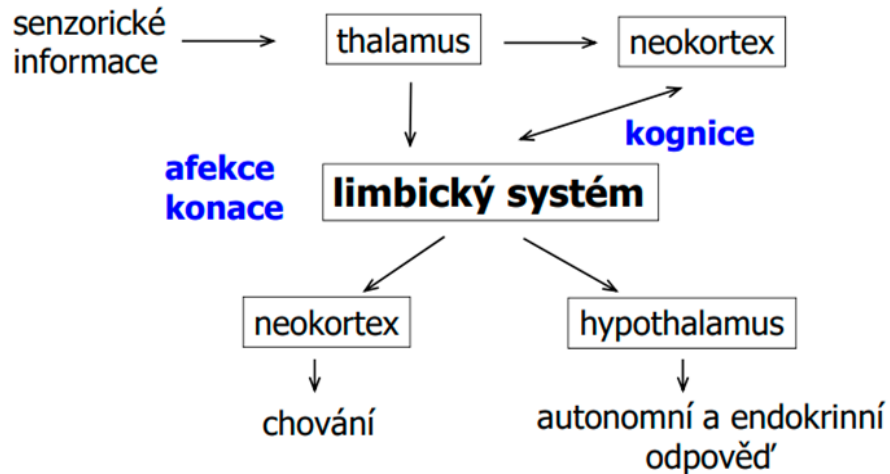 senzorické
informace
thalamus
neokortex
kognice
afekce
konace
limbický systém
neokortex
hypothalamus
chování
autonomní a endokrinní
odpověď